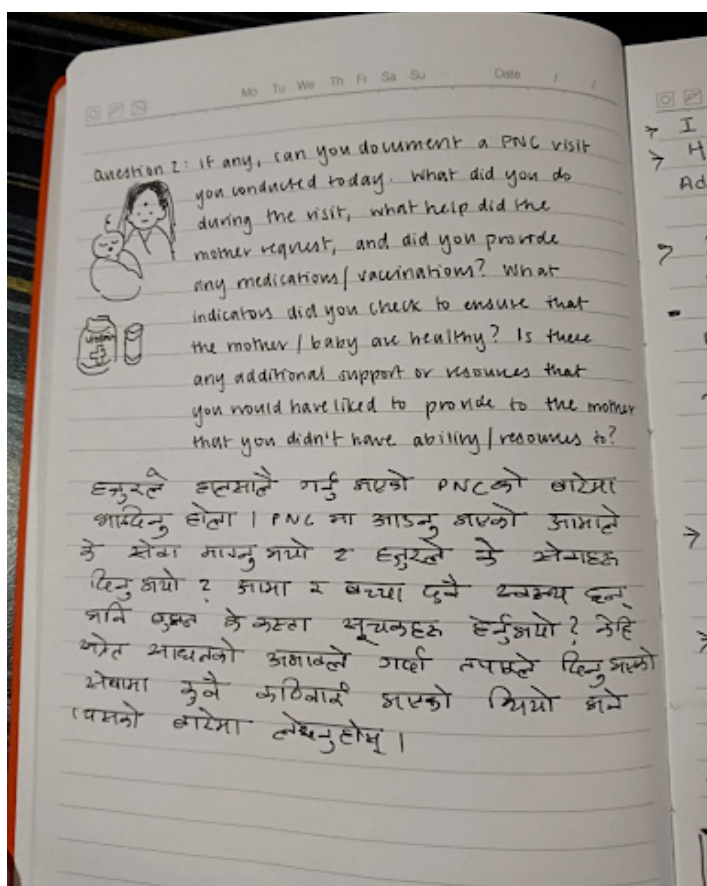 Mo Tu We Th Fr Sa Su Date / /
Question 2: if any, can you document a PNC visit
you conducted today. What did you do
during the visit, what help did the
mother request, and did you provide
any medications/vaccinations? What
indicators did you check to ensure that
the mother/baby are healthy? Is there
any additional support or resources that
you would have liked to provide to the mother
that you didn't have ability/resources to?
हजुरले हालसालै गर्नु भएको PNCको बारेमा
भनिदिनु होला । PNC मा आउनु भएको आमाले
के सेवा माग्नु भयो र हजुरले के सेवाहरु
दिनु भयो ? आमा र बच्चा दुवै स्वस्थ्य छन्
भनि बुझ्न के कस्ता सूचकहरु हेर्नुभयो ? केहि
स्रोत साधनको अभावले गर्दा तपाईले दिनु भएको
सेवामा कुनै कठिनाई भएको थियो भने
त्यसको बारेमा लेख्नुहोस् ।
I
H
Ad